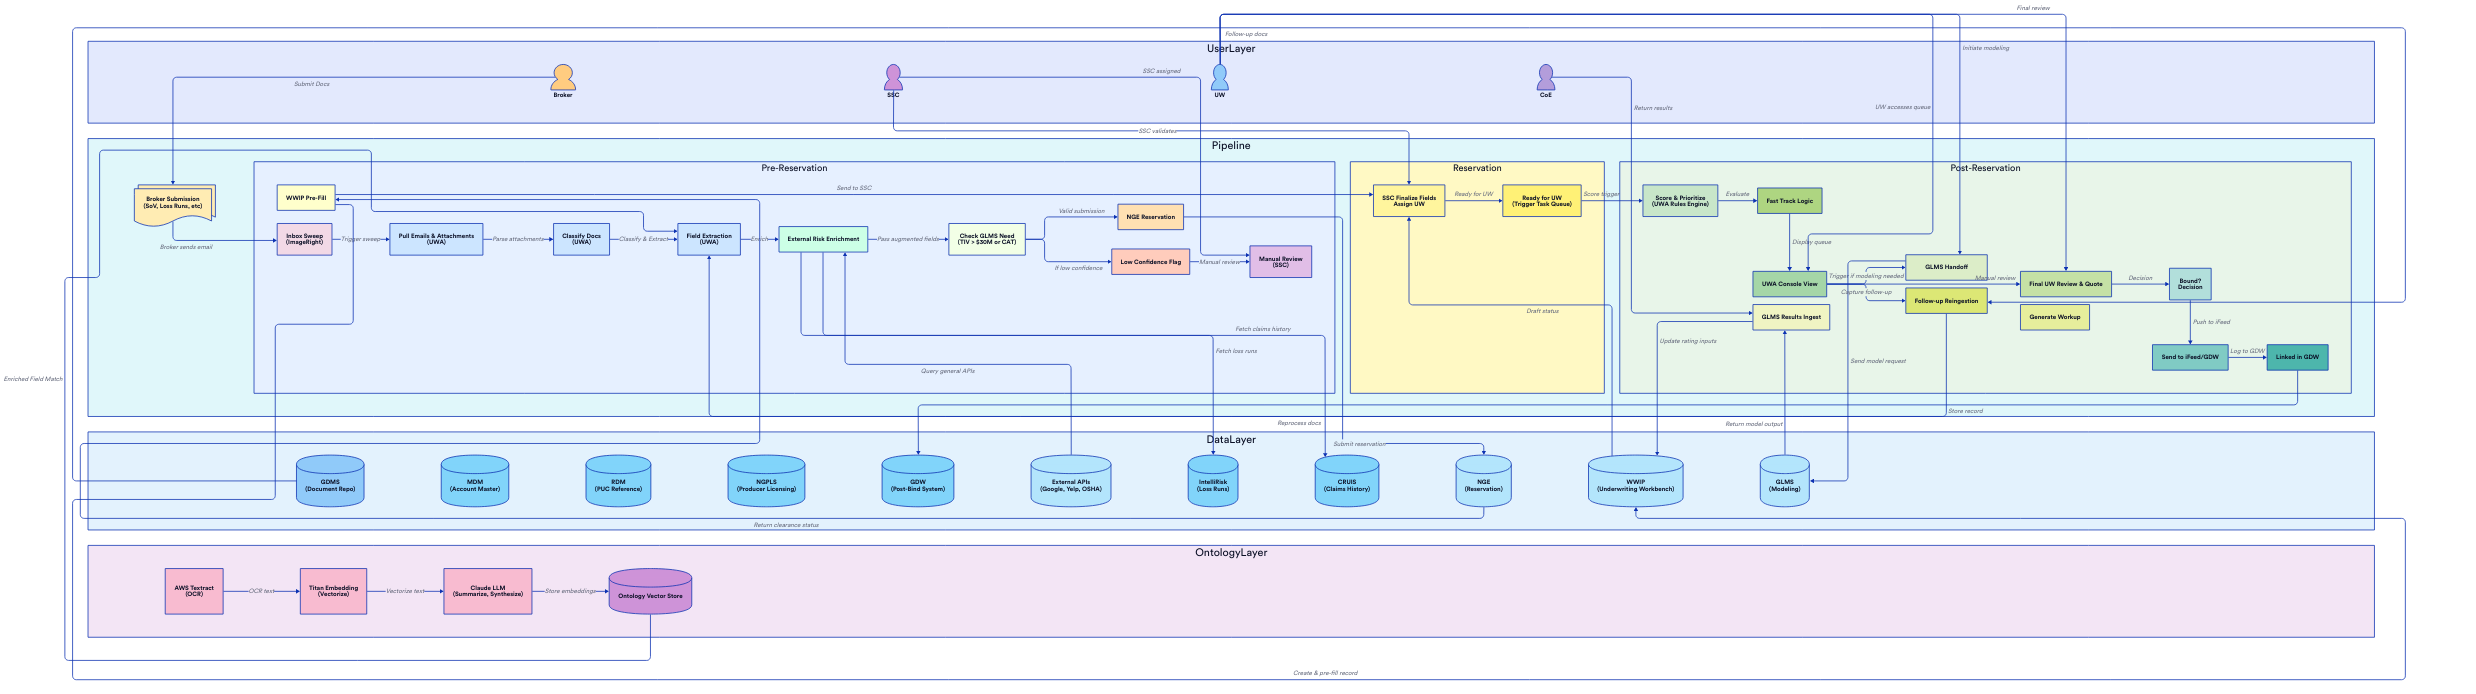 Final review
Follow-up docs
UserLayer
Initiate modeling
Submit Docs
SSC assigned
Broker
SSC
UW
CoE
UW accesses queue
Return results
SSC validates
Pipeline
Pre-Reservation
Reservation
Post-Reservation
Broker Submission
(SoV, Loss Runs, etc)
WWIP Pre-Fill
Send to SSC
SSC Finalize Fields
Assign UW
Ready for UW
Ready for UW
(Trigger Task Queue)
Score trigger
Score & Prioritize
(UWA Rules Engine)
Evaluate
Fast Track Logic
Valid submission
NGE Reservation
Broker sends email
Inbox Sweep
(ImageRight)
Trigger sweep
Pull Emails & Attachments
(UWA)
Parse attachments
Classify Docs
(UWA)
Classify & Extract
Field Extraction
(UWA)
Enrich
External Risk Enrichment
Pass augmented fields
Check GLMS Need
(TIV > $30M or CAT)
If low confidence
Low Confidence Flag
Manual review
Manual Review
(SSC)
Display queue
GLMS Handoff
Trigger if modeling needed
Manual review
UWA Console View
Capture follow-up
Final UW Review & Quote
Decision
Bound?
Decision
Follow-up Reingestion
GLMS Results Ingest
Generate Workup
Draft status
Push to iFeed
Fetch claims history
Fetch loss runs
Update rating inputs
Send model request
Send to iFeed/GDW
Log to GDW
Linked in GDW
Query general APIs
Enriched Field Match
Store record
Reprocess docs
Return model output
DataLayer
Submit reservation
GDMS
(Document Repo)
MDM
(Account Master)
RDM
(PUC Reference)
NGPLS
(Producer Licensing)
GDW
(Post-Bind System)
External APIs
(Google, Yelp, OSHA)
IntelliRisk
(Loss Runs)
CRUIS
(Claims History)
NGE
(Reservation)
WWIP
(Underwriting Workbench)
GLMS
(Modeling)
Return clearance status
OntologyLayer
AWS Textract
(OCR)
OCR text
Titan Embedding
(Vectorize)
Vectorize text
Claude LLM
(Summarize, Synthesize)
Store embeddings
Ontology Vector Store
Create & pre-fill record